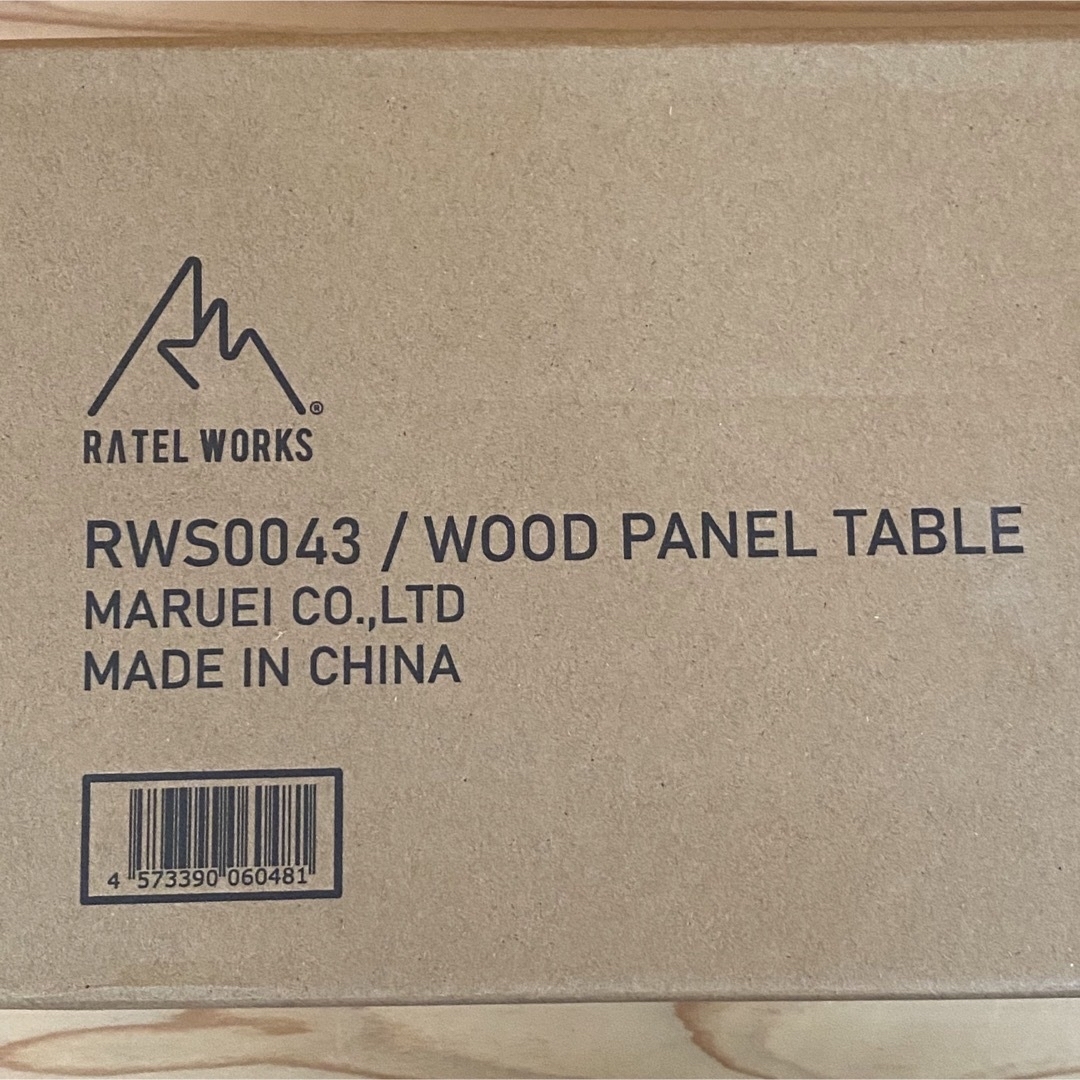 ®
RATEL WORKS
RWS0043 / WOOD PANEL TABLE
MARUEI CO.,LTD
MADE IN CHINA
4 573390 060481